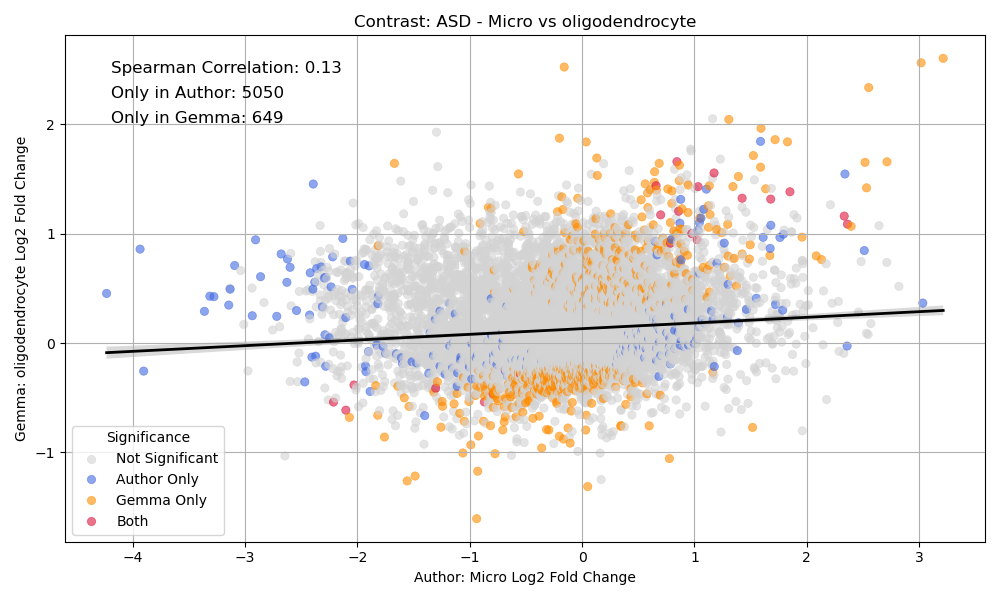 Contrast: ASD - Micro vs oligodendrocyte
Spearman Correlation: 0.13
Only in Author: 5050
Only in Gemma: 649
Gemma: oligodendrocyte Log2 Fold Change
2
1
0
−1
Significance
Not Significant
Author Only
Gemma Only
Both
−4 −3 −2 −1 0 1 2 3
Author: Micro Log2 Fold Change